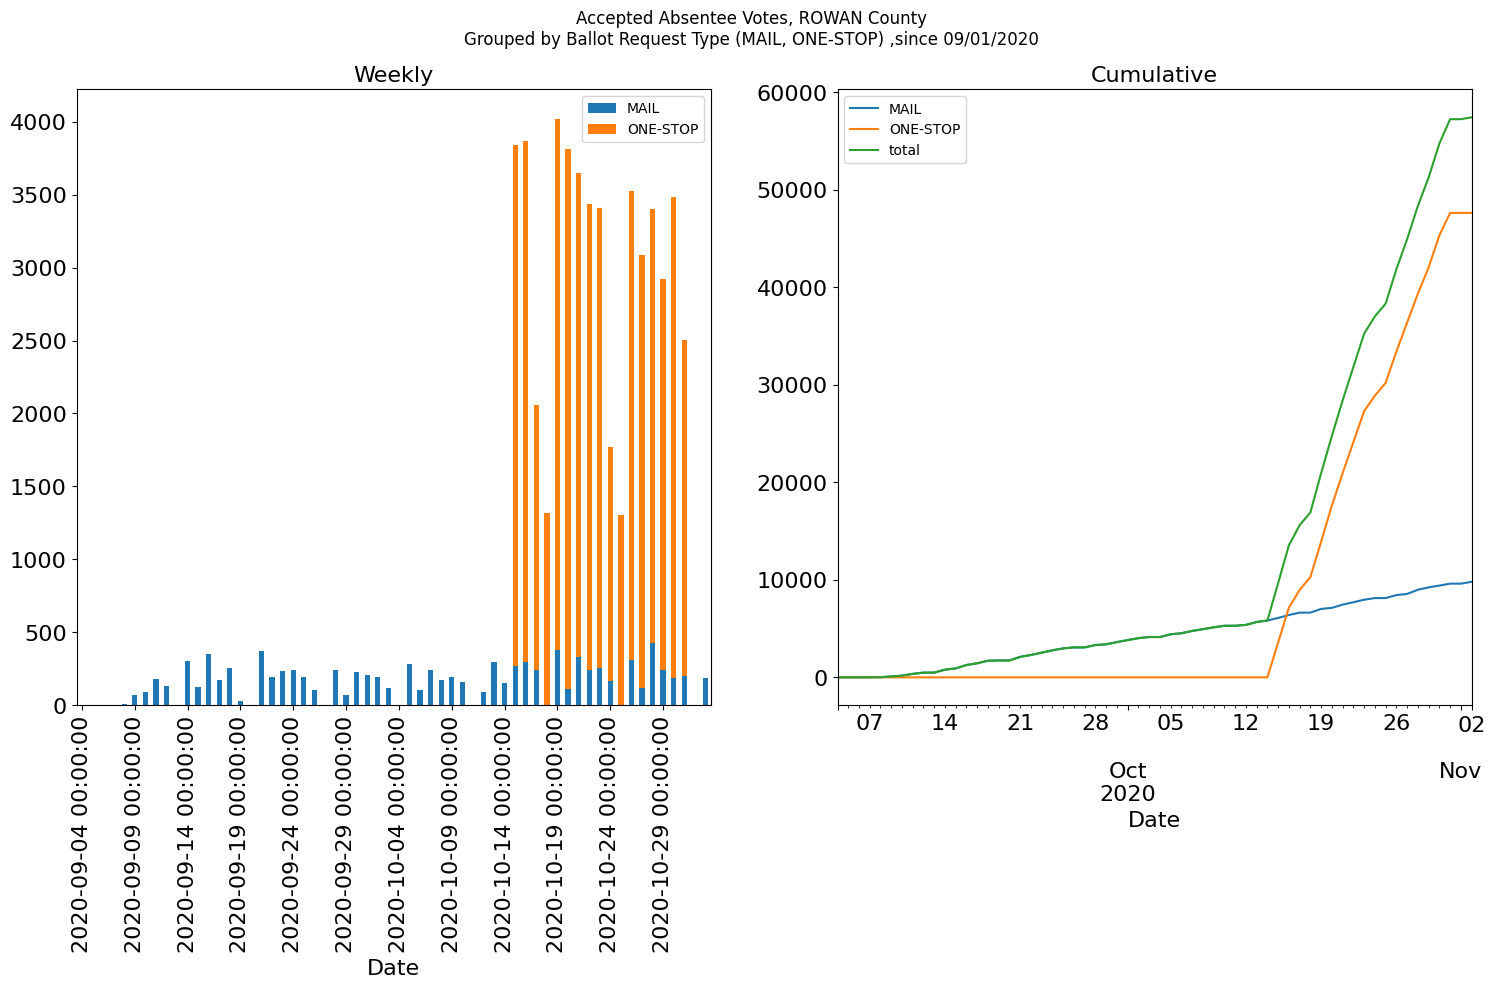 Accepted Absentee Votes, ROWAN County
Grouped by Ballot Request Type (MAIL, ONE-STOP) ,since 09/01/2020
Weekly
MAIL
ONE-STOP
4000
3500
3000
2500
2000
1500
1000
500
0
2020-09-04 00:00:00
2020-09-09 00:00:00
2020-09-14 00:00:00
2020-09-19 00:00:00
2020-09-24 00:00:00
2020-09-29 00:00:00
2020-10-04 00:00:00
2020-10-09 00:00:00
2020-10-14 00:00:00
2020-10-19 00:00:00
2020-10-24 00:00:00
2020-10-29 00:00:00
Date
Cumulative
MAIL
ONE-STOP
total
60000
50000
40000
30000
20000
10000
0
07 14 21 28 05 12 19 26 02
Oct Nov
2020
Date